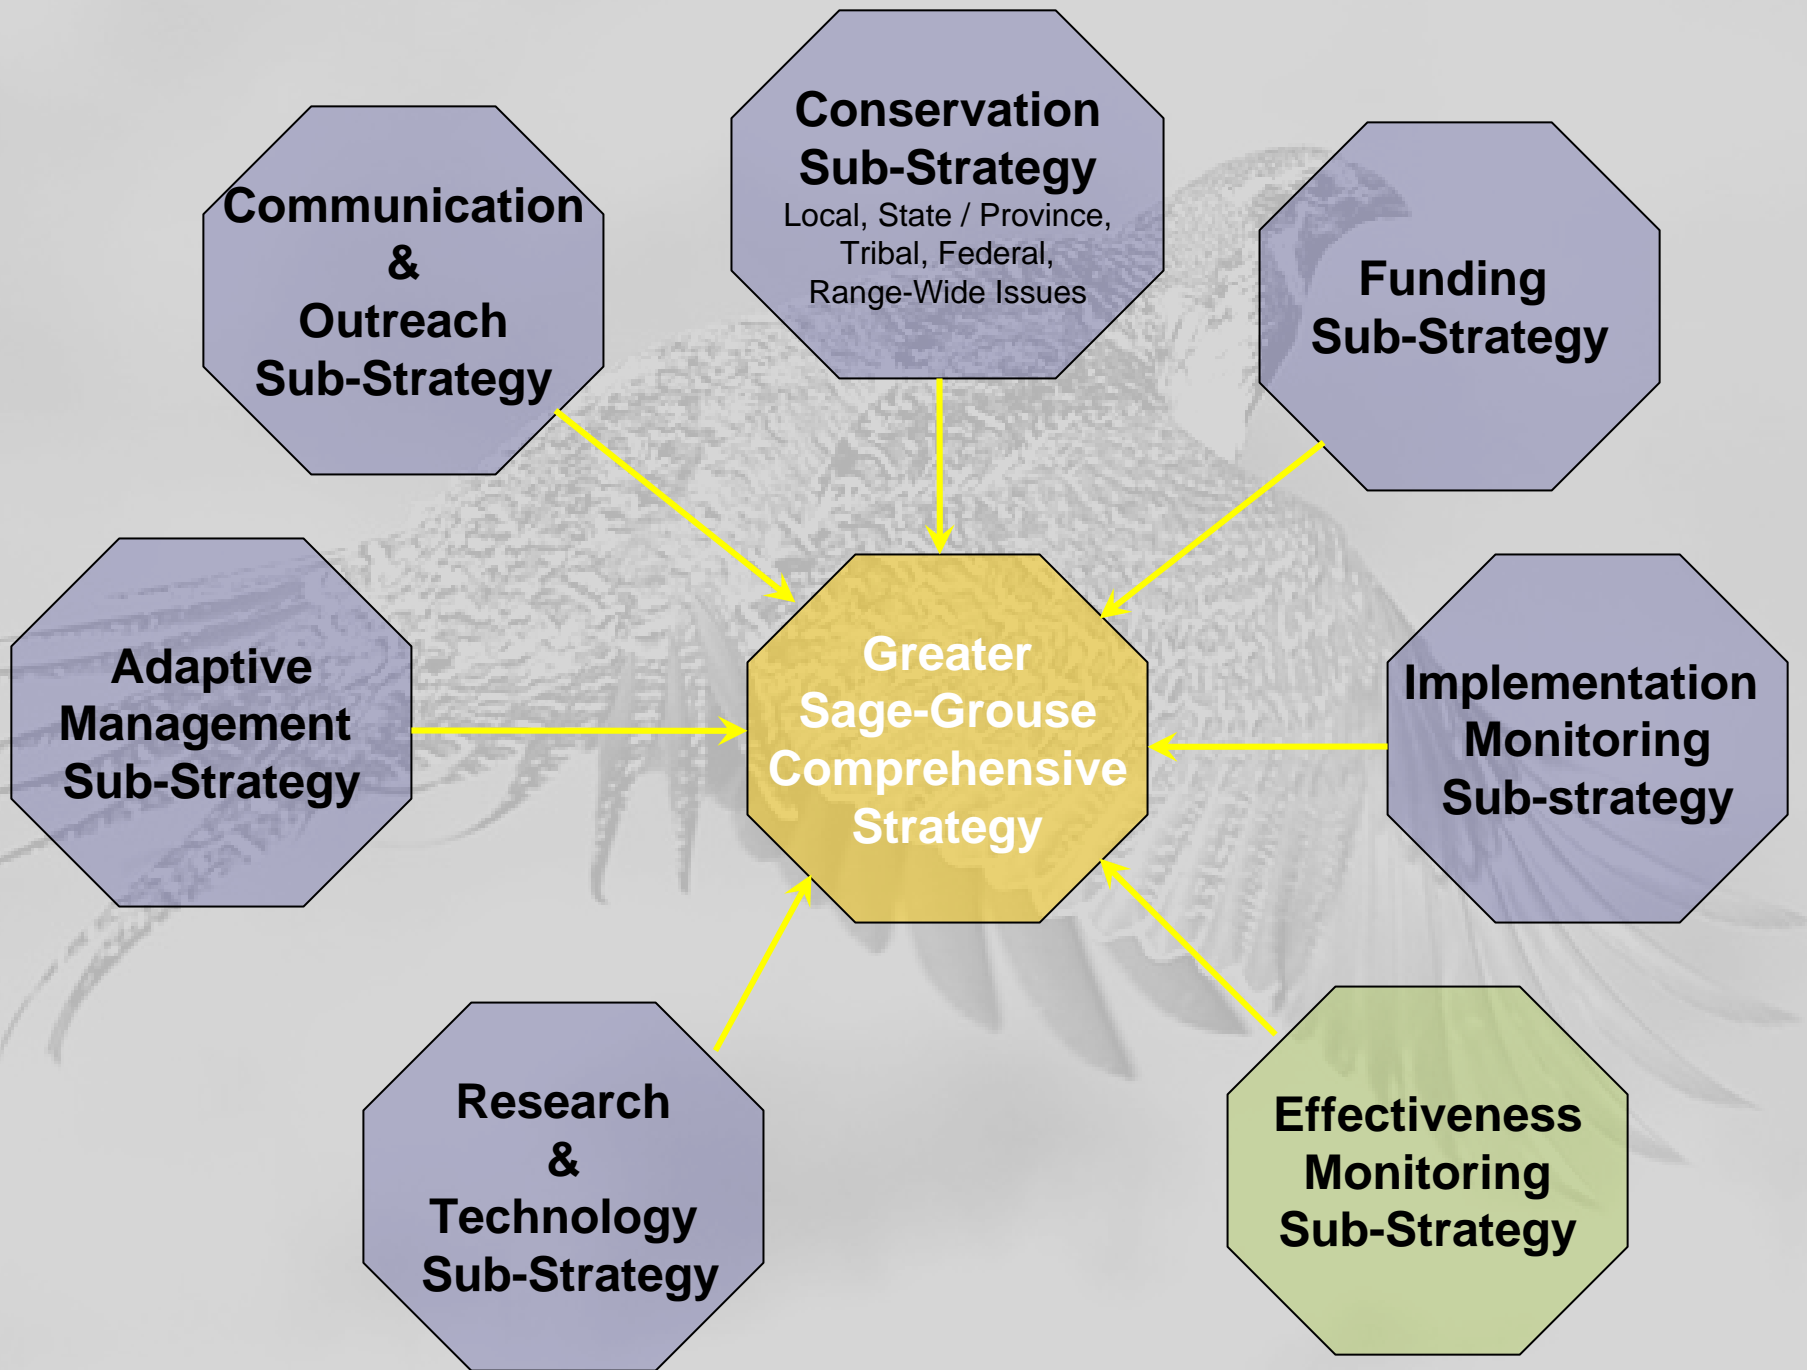 Conservation
Sub-Strategy
Local, State / Province,
Tribal, Federal,
Range-Wide Issues
Communication
&
Outreach
Sub-Strategy
Funding
Sub-Strategy
Adaptive
Management
Sub-Strategy
Greater
Sage-Grouse
Comprehensive
Strategy
Implementation
Monitoring
Sub-strategy
Research
&
Technology
Sub-Strategy
Effectiveness
Monitoring
Sub-Strategy